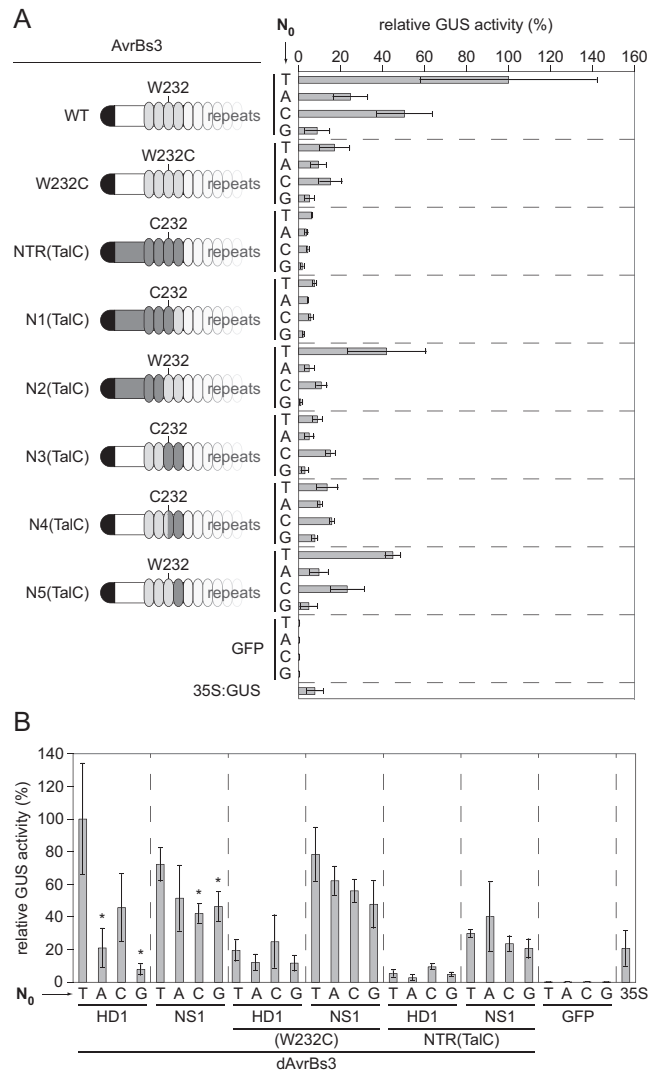 A
AvrBs3
N0
relative GUS activity (%)
0 20 40 60 80 100 120 140 160
WT
W232
repeats
T
A
C
G
W232C
W232C
repeats
T
A
C
G
NTR(TalC)
C232
repeats
T
A
C
G
N1(TalC)
C232
repeats
T
A
C
G
N2(TalC)
W232
repeats
T
A
C
G
N3(TalC)
C232
repeats
T
A
C
G
N4(TalC)
C232
repeats
T
A
C
G
N5(TalC)
W232
repeats
T
A
C
G
GFP
T
A
C
G
35S:GUS
B
relative GUS activity (%)
140
120
100
80
60
40
20
0
* * * *
N0 T A C G T A C G T A C G T A C G T A C G T A C G T A C G 35S
HD1 NS1 HD1 NS1 HD1 NS1 GFP
(W232C) NTR(TalC)
dAvrBs3